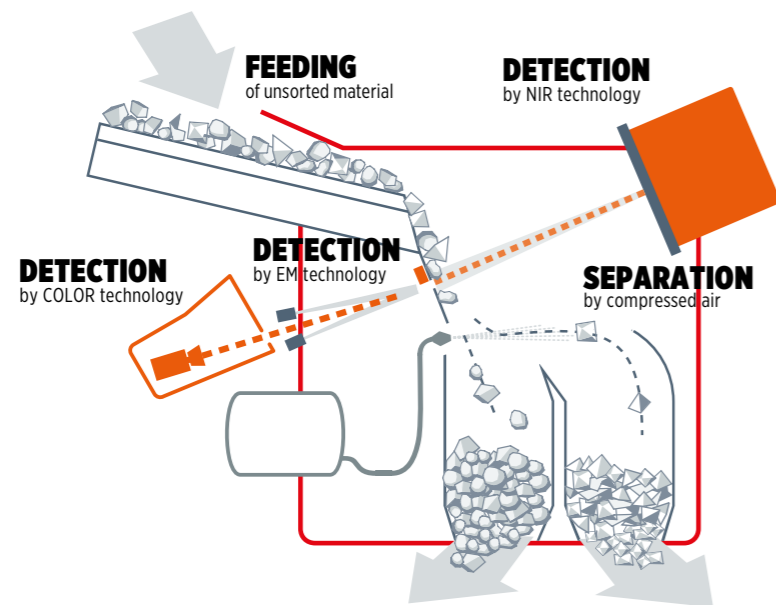 FEEDING
of unsorted material
DETECTION
by NIR technology
DETECTION
by EM technology
DETECTION
by COLOR technology
SEPARATION
by compressed air